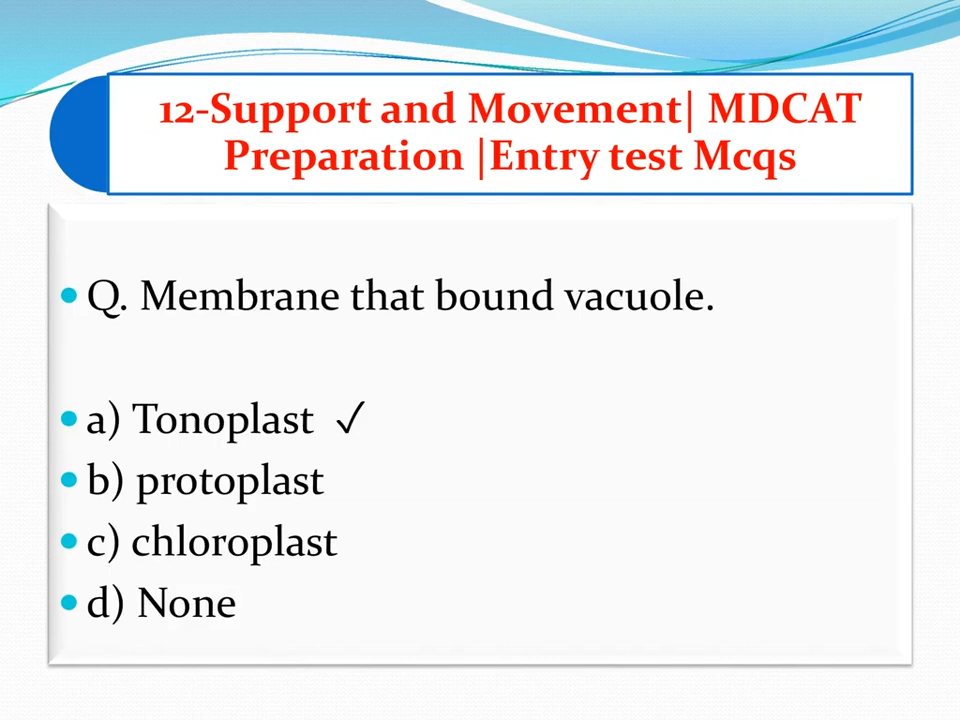 12-Support and Movement| MDCAT
Preparation |Entry test Mcqs
• Q. Membrane that bound vacuole.
• a) Tonoplast ✓
• b) protoplast
• c) chloroplast
• d) None